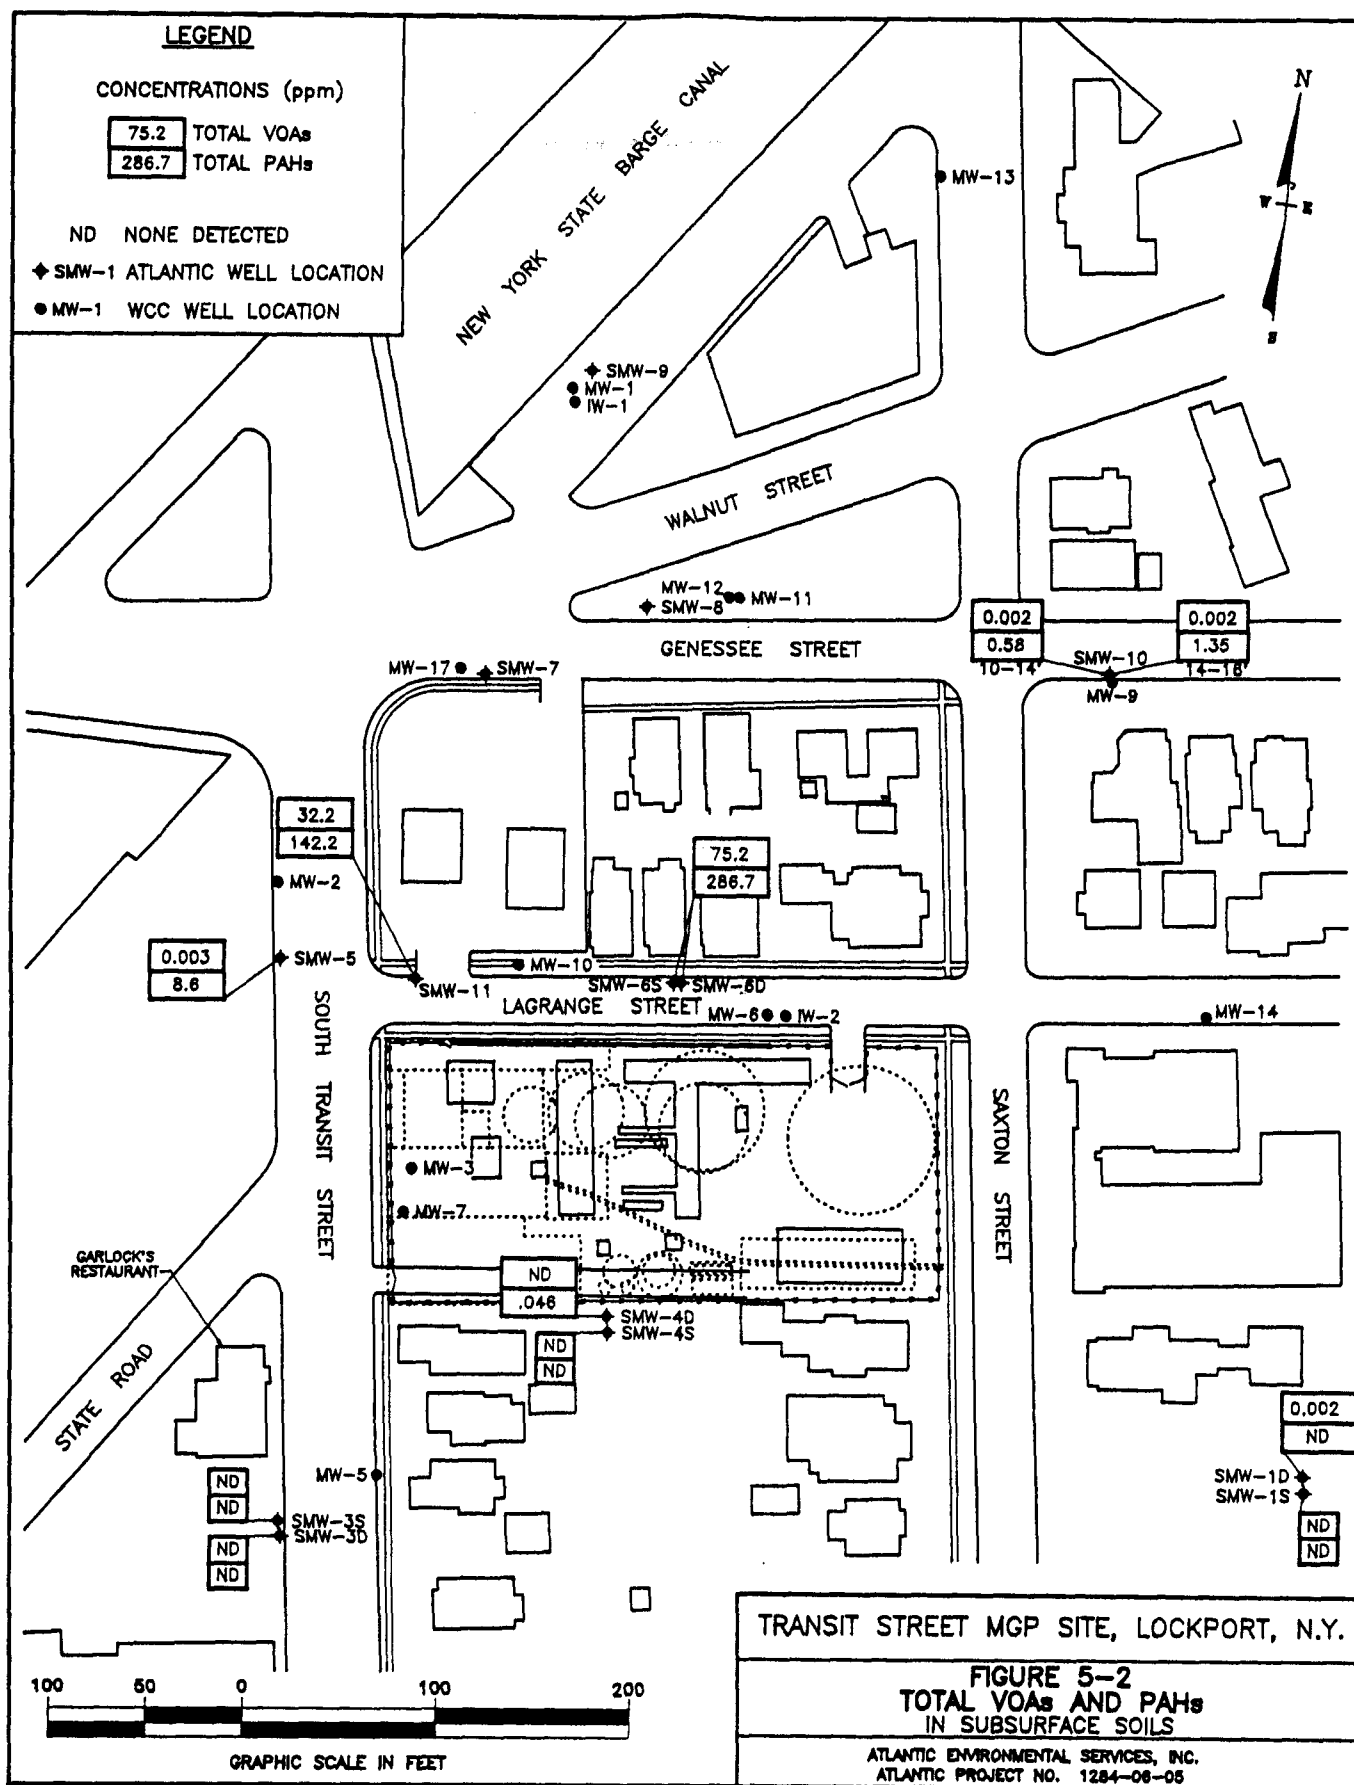 LEGEND
CONCENTRATIONS (ppm)
75.2 TOTAL VOAs
286.7 TOTAL PAHs
ND NONE DETECTED
SMW-1 ATLANTIC WELL LOCATION
MW-1 WCC WELL LOCATION
NEW YORK STATE BARGE CANAL
N
W E
S
MW-13
SMW-9
MW-1
IW-1
WALNUT STREET
MW-12
MW-11
SMW-8
GENESSEE STREET
0.002
0.58
10-14'
0.002
1.35
14-16'
SMW-10
MW-9
MW-17
SMW-7
32.2
142.2
75.2
286.7
MW-2
0.003
8.6
SMW-5
SMW-11
MW-10
SMW-6S
SMW-6D
LAGRANGE STREET
MW-6
IW-2
MW-14
SOUTH TRANSIT STREET
SAXTON STREET
MW-3
MW-7
GARLOCK'S
RESTAURANT
STATE ROAD
ND
.046
SMW-4D
SMW-4S
ND
ND
MW-5
ND
ND
SMW-3S
SMW-3D
ND
ND
0.002
ND
SMW-1D
SMW-1S
ND
ND
100 50 0 100 200
GRAPHIC SCALE IN FEET
TRANSIT STREET MGP SITE, LOCKPORT, N.Y.
FIGURE 5-2
TOTAL VOAs AND PAHs
IN SUBSURFACE SOILS
ATLANTIC ENVIRONMENTAL SERVICES, INC.
ATLANTIC PROJECT NO. 1284-06-05